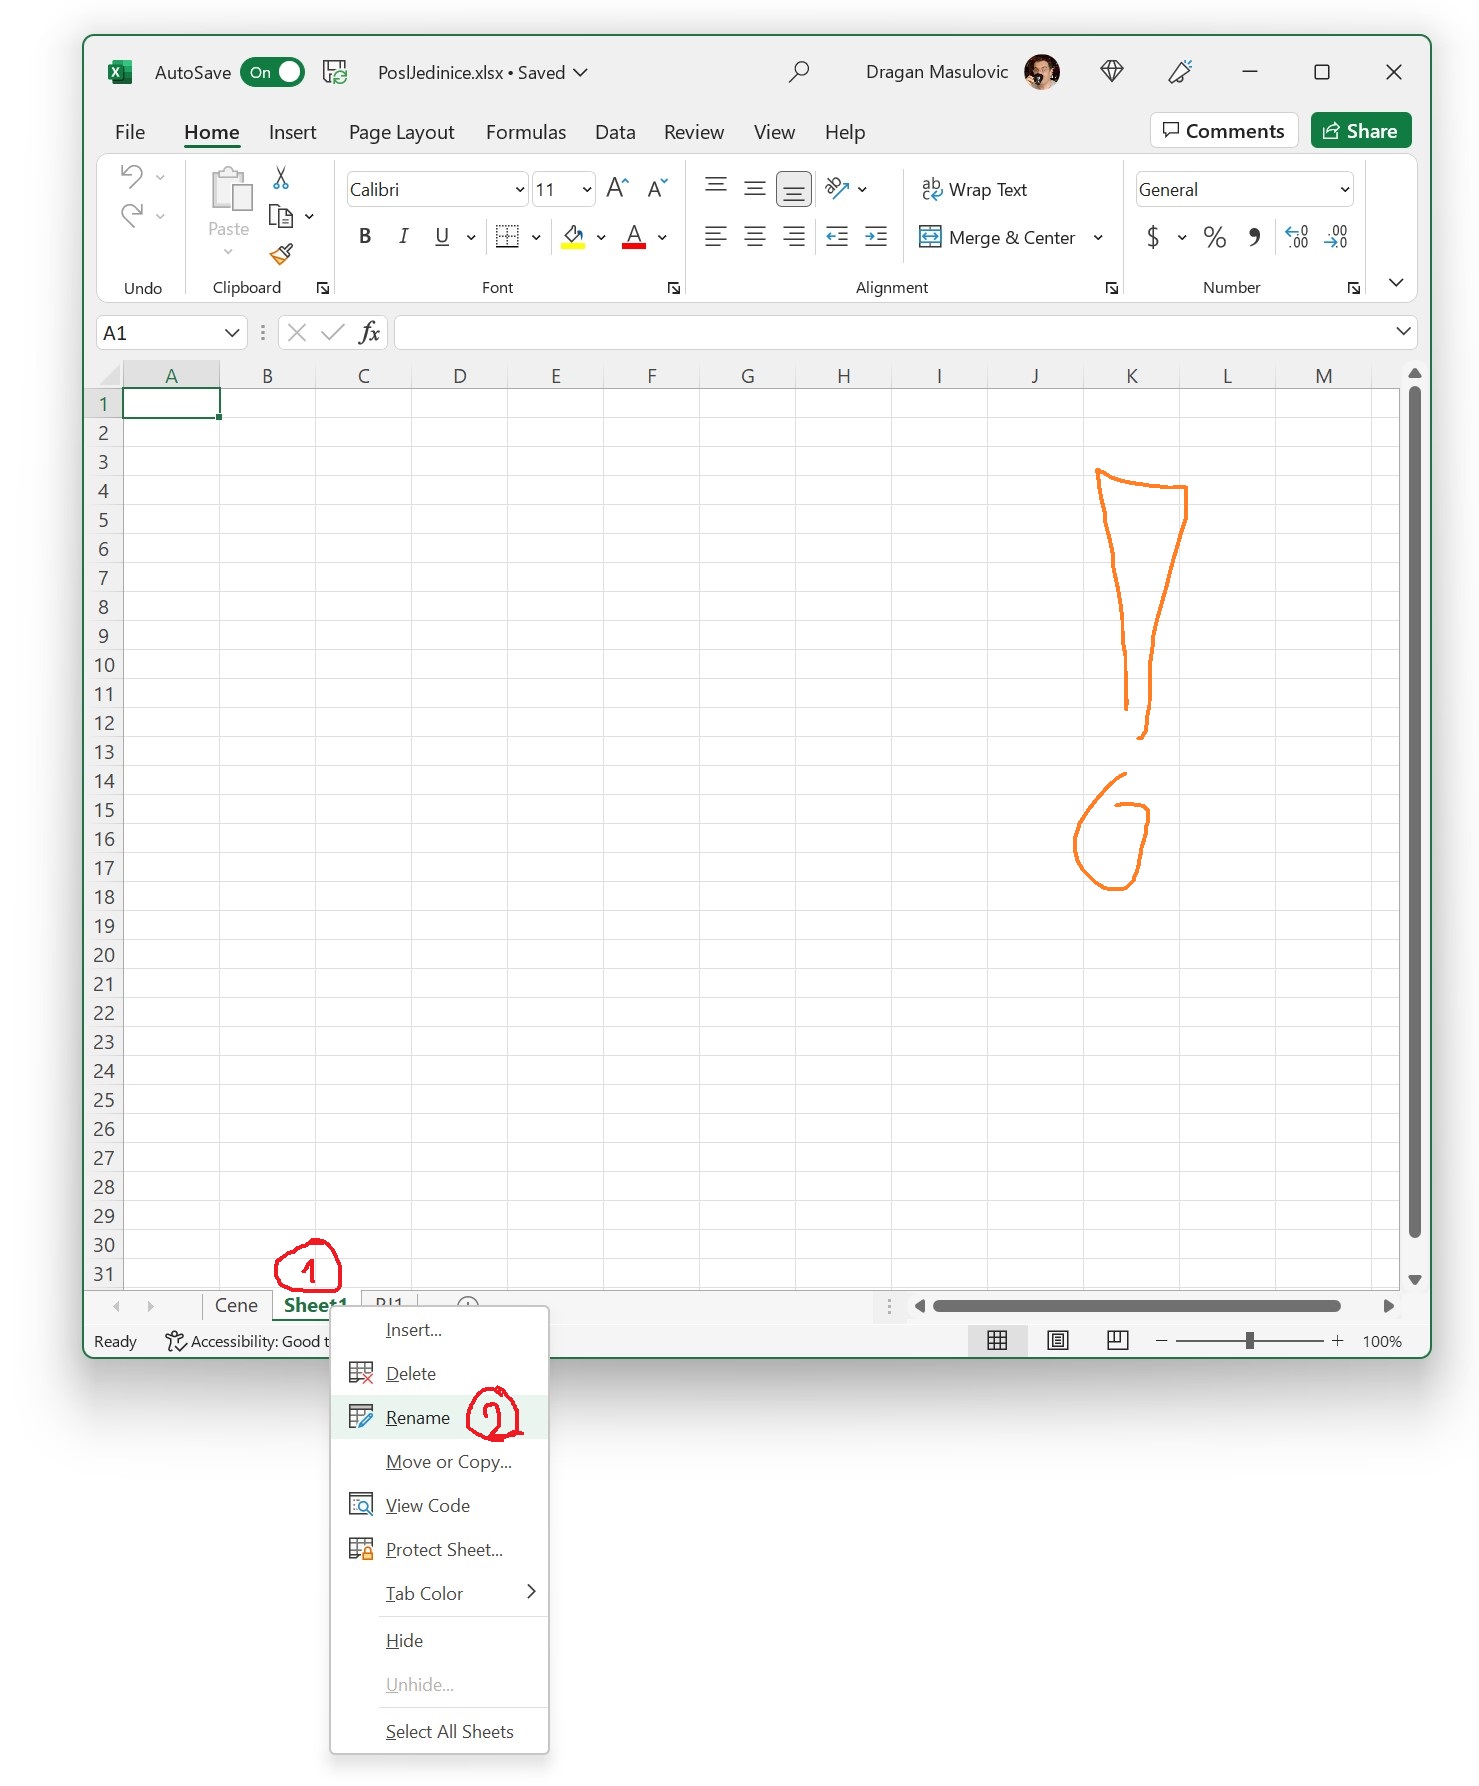 AutoSave On PoslJedinice.xlsx • Saved Dragan Masulovic
File Home Insert Page Layout Formulas Data Review View Help Comments Share
Calibri 11 Wrap Text General
Paste B I U A Merge & Center $ % 9 .00
Undo Clipboard Font Alignment Number
A1 fx
A B C D E F G H I J K L M
1
2
3
4
5
6
7
8
9
10
11
12
13
14
15
16
17
18
19
20
21
22
23
24
25
26
27
28
29
30
31
1
Cene Sheet1 PJ1
Ready Accessibility: Good t 100%
Insert...
Delete
Rename 2
Move or Copy...
View Code
Protect Sheet...
Tab Color
Hide
Unhide...
Select All Sheets